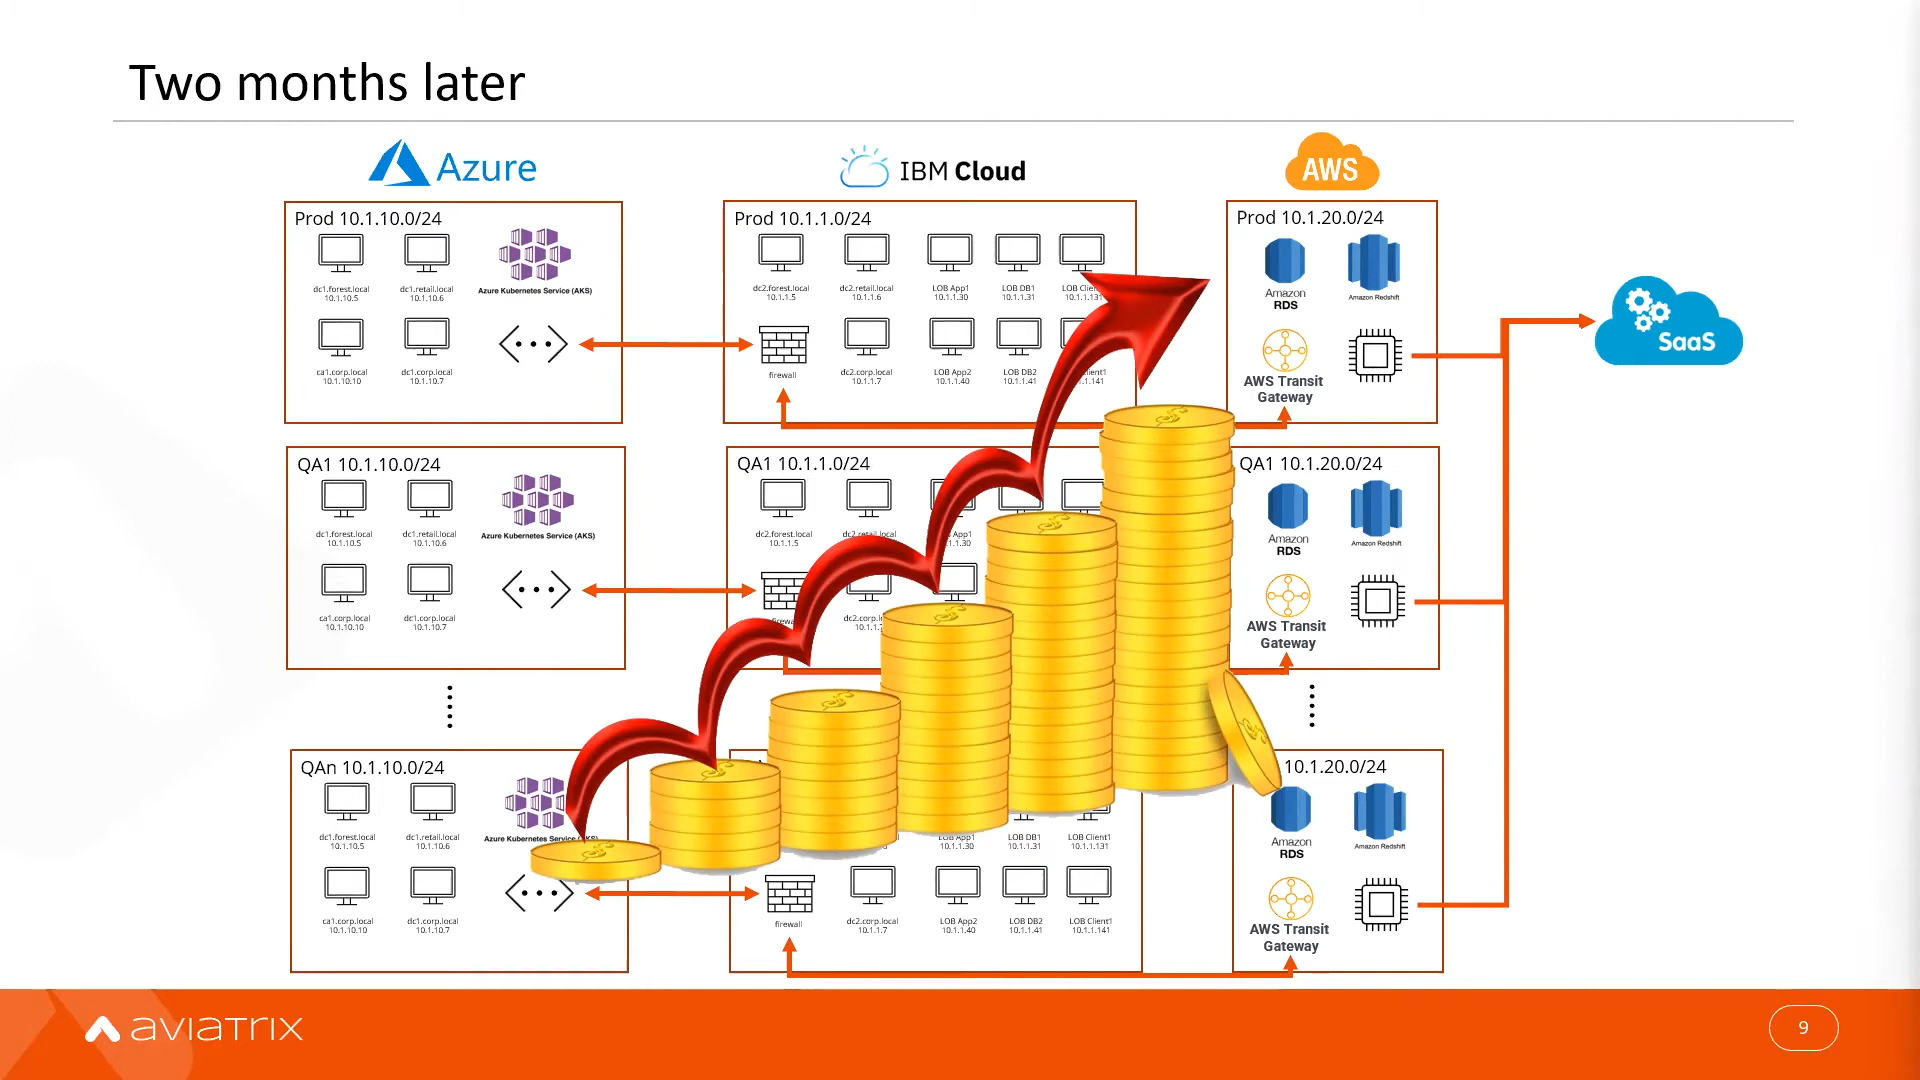 Two months later
Azure
IBM Cloud
AWS
Prod 10.1.10.0/24
dc1.forest.local
10.1.10.5
dc1.retail.local
10.1.10.6
Azure Kubernetes Service (AKS)
ca1.corp.local
10.1.10.10
dc1.corp.local
10.1.10.7
Prod 10.1.1.0/24
dc2.forest.local
10.1.1.5
dc2.retail.local
10.1.1.6
LOB App1
10.1.1.30
LOB DB1
10.1.1.31
LOB
10.1.1.131
firewall
dc2.corp.local
10.1.1.7
LOB App2
10.1.1.40
LOB DB2
10.1.1.41
Prod 10.1.20.0/24
Amazon
RDS
Amazon Redshift
AWS Transit
Gateway
SaaS
QA1 10.1.10.0/24
dc1.forest.local
10.1.10.5
dc1.retail.local
10.1.10.6
Azure Kubernetes Service (AKS)
ca1.corp.local
10.1.10.10
dc1.corp.local
10.1.10.7
QA1 10.1.1.0/24
dc2.forest.local
10.1.1.5
App1
QA1 10.1.20.0/24
Amazon
RDS
Amazon Redshift
AWS Transit
Gateway
QAn 10.1.10.0/24
dc1.forest.local
10.1.10.5
dc1.retail.local
10.1.10.6
Azure Kubernetes Service
ca1.corp.local
10.1.10.10
dc1.corp.local
10.1.10.7
LOB App1
10.1.1.30
LOB DB1
10.1.1.31
LOB Client1
10.1.1.131
firewall
dc2.corp.local
10.1.1.7
LOB App2
10.1.1.40
LOB DB2
10.1.1.41
LOB Client1
10.1.1.141
10.1.20.0/24
Amazon
RDS
Amazon Redshift
AWS Transit
Gateway
aviatrix
9